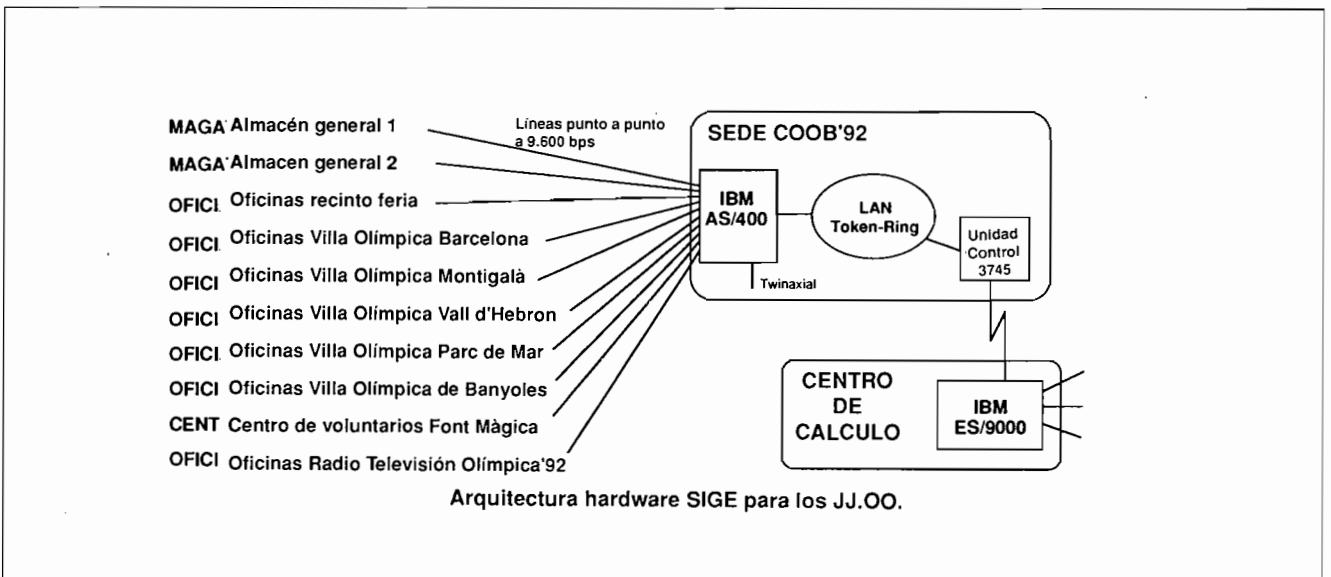 MAGA Almacén general 1
MAGA Almacen general 2
OFICI Oficinas recinto feria
OFICI Oficinas Villa Olímpica Barcelona
OFICI Oficinas Villa Olímpica Montigalà
OFICI Oficinas Villa Olímpica Vall d'Hebron
OFICI Oficinas Villa Olímpica Parc de Mar
OFICI Oficinas Villa Olímpica de Banyoles
CENT Centro de voluntarios Font Màgica
OFICI Oficinas Radio Televisión Olímpica'92
Líneas punto a punto
a 9.600 bps
SEDE COOB'92
IBM
AS/400
LAN
Token-Ring
Unidad
Control
3745
Twinaxial
CENTRO
DE
CALCULO
IBM
ES/9000
Arquitectura hardware SIGE para los JJ.OO.